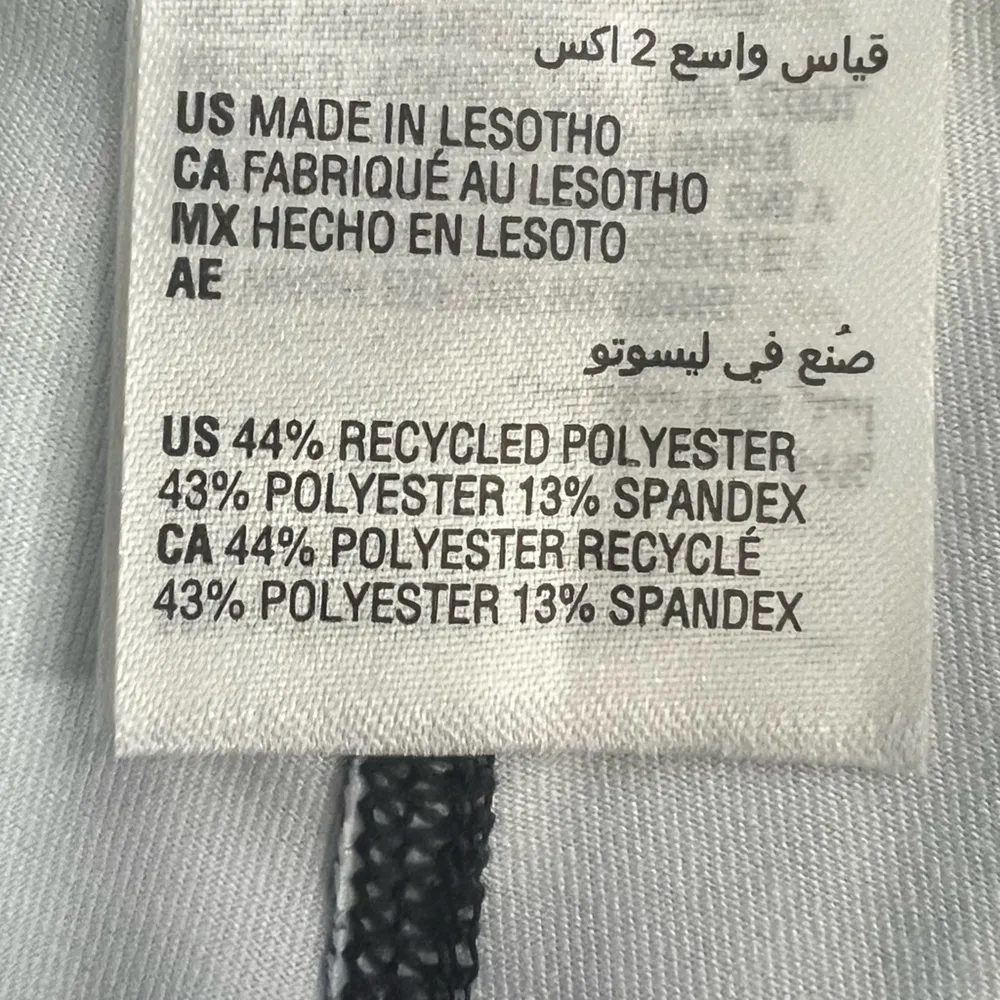 قياس واسع 2 اكس
US MADE IN LESOTHO
CA FABRIQUÉ AU LESOTHO
MX HECHO EN LESOTO
AE
صُنع في ليسوتو
US 44% RECYCLED POLYESTER
43% POLYESTER 13% SPANDEX
CA 44% POLYESTER RECYCLÉ
43% POLYESTER 13% SPANDEX